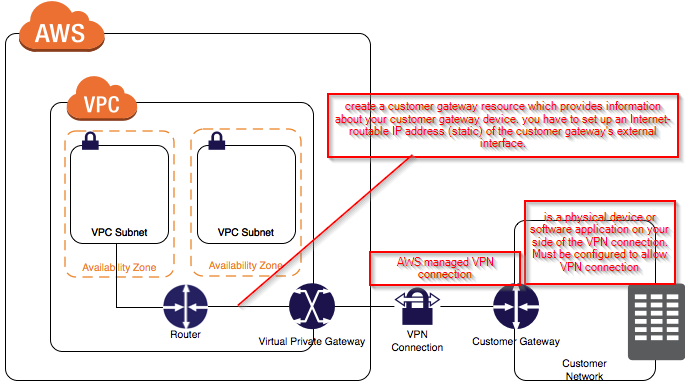 AWS
VPC
create a customer gateway resource which provides information
about your customer gateway device. you have to set up an Internet-
routable IP address (static) of the customer gateway's external
interface.
VPC Subnet
VPC Subnet
Availability Zone
Availability Zone
is a physical device or
software application on your
side of the VPN connection.
Must be configured to allow
VPN connection
AWS managed VPN
connection
Router
Virtual Private Gateway
VPN
Connection
Customer Gateway
Customer
Network